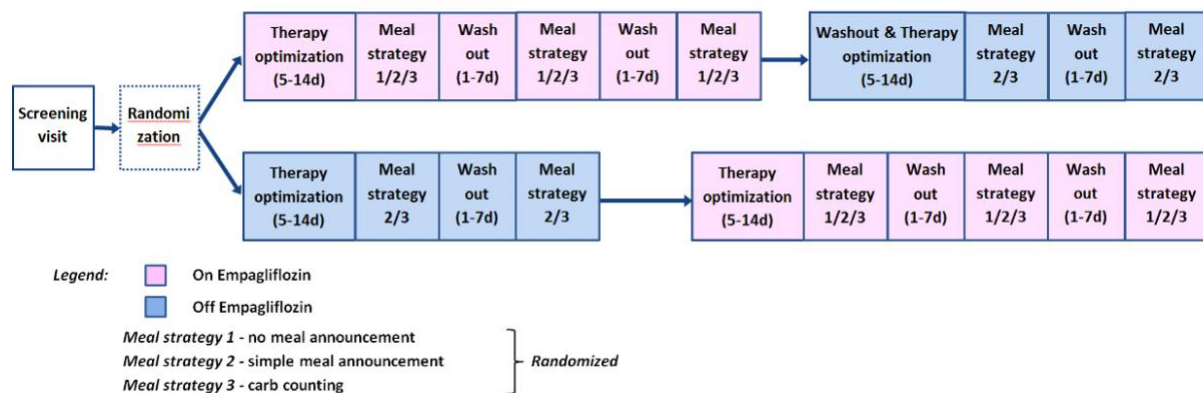 Screening
visit
Randomi
zation
Therapy
optimization
(5-14d)
Meal
strategy
1/2/3
Wash
out
(1-7d)
Meal
strategy
1/2/3
Wash
out
(1-7d)
Meal
strategy
1/2/3
Washout & Therapy
optimization
(5-14d)
Meal
strategy
2/3
Wash
out
(1-7d)
Meal
strategy
2/3
Therapy
optimization
(5-14d)
Meal
strategy
2/3
Wash
out
(1-7d)
Meal
strategy
2/3
Therapy
optimization
(5-14d)
Meal
strategy
1/2/3
Wash
out
(1-7d)
Meal
strategy
1/2/3
Wash
out
(1-7d)
Meal
strategy
1/2/3
Legend:
On Empagliflozin
Off Empagliflozin
Meal strategy 1 - no meal announcement
Meal strategy 2 - simple meal announcement
Meal strategy 3 - carb counting
Randomized